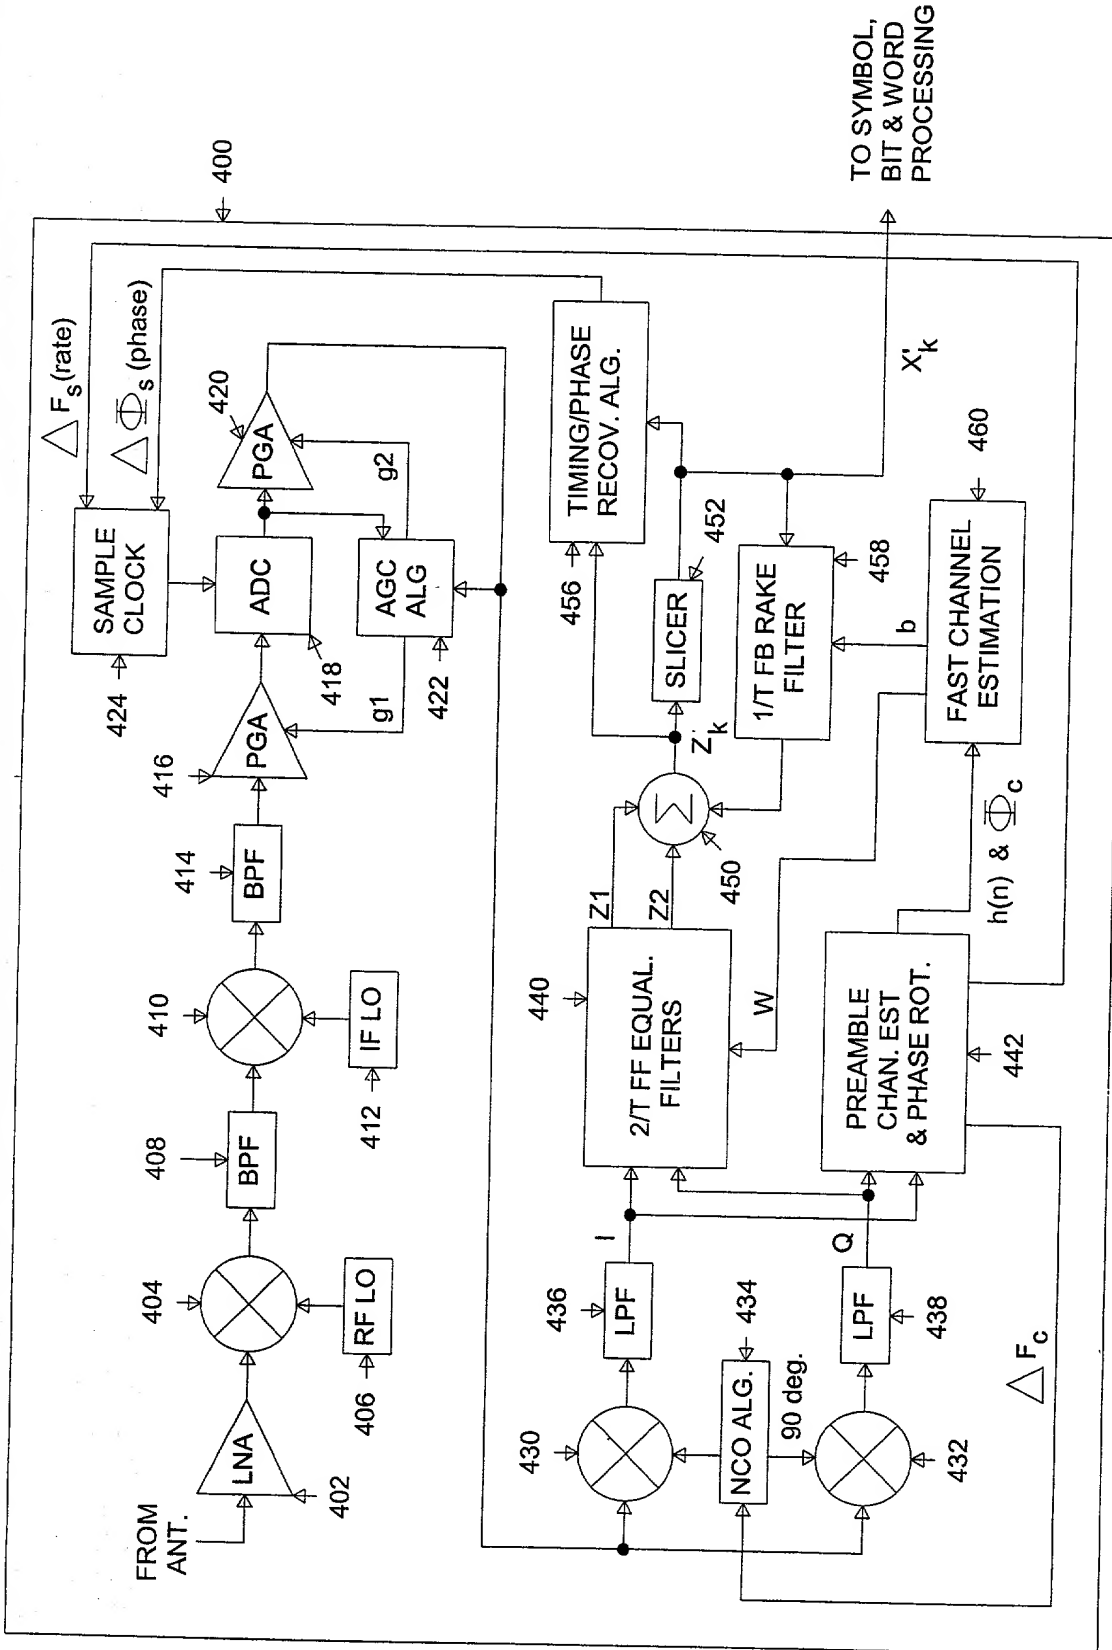 FROM
ANT.
LNA
402
404
RF LO
406
408
BPF
410
IF LO
412
414
BPF
416
PGA
418
ADC
PGA
420
g1
g2
AGC
ALG
422
SAMPLE
CLOCK
424
△ F s (rate)
△ Φ s (phase)
400
430
NCO ALG.
434
90 deg.
432
436
LPF
I
LPF
Q
438
△ F c
440
2/T FF EQUAL.
FILTERS
Z1
Z2
W
PREAMBLE
CHAN. EST
& PHASE ROT.
442
h(n) & Φ c
Σ
450
Z' k
SLICER
452
TIMING/PHASE
RECOV. ALG.
456
1/T FB RAKE
FILTER
458
b
FAST CHANNEL
ESTIMATION
460
X' k
TO SYMBOL,
BIT & WORD
PROCESSING